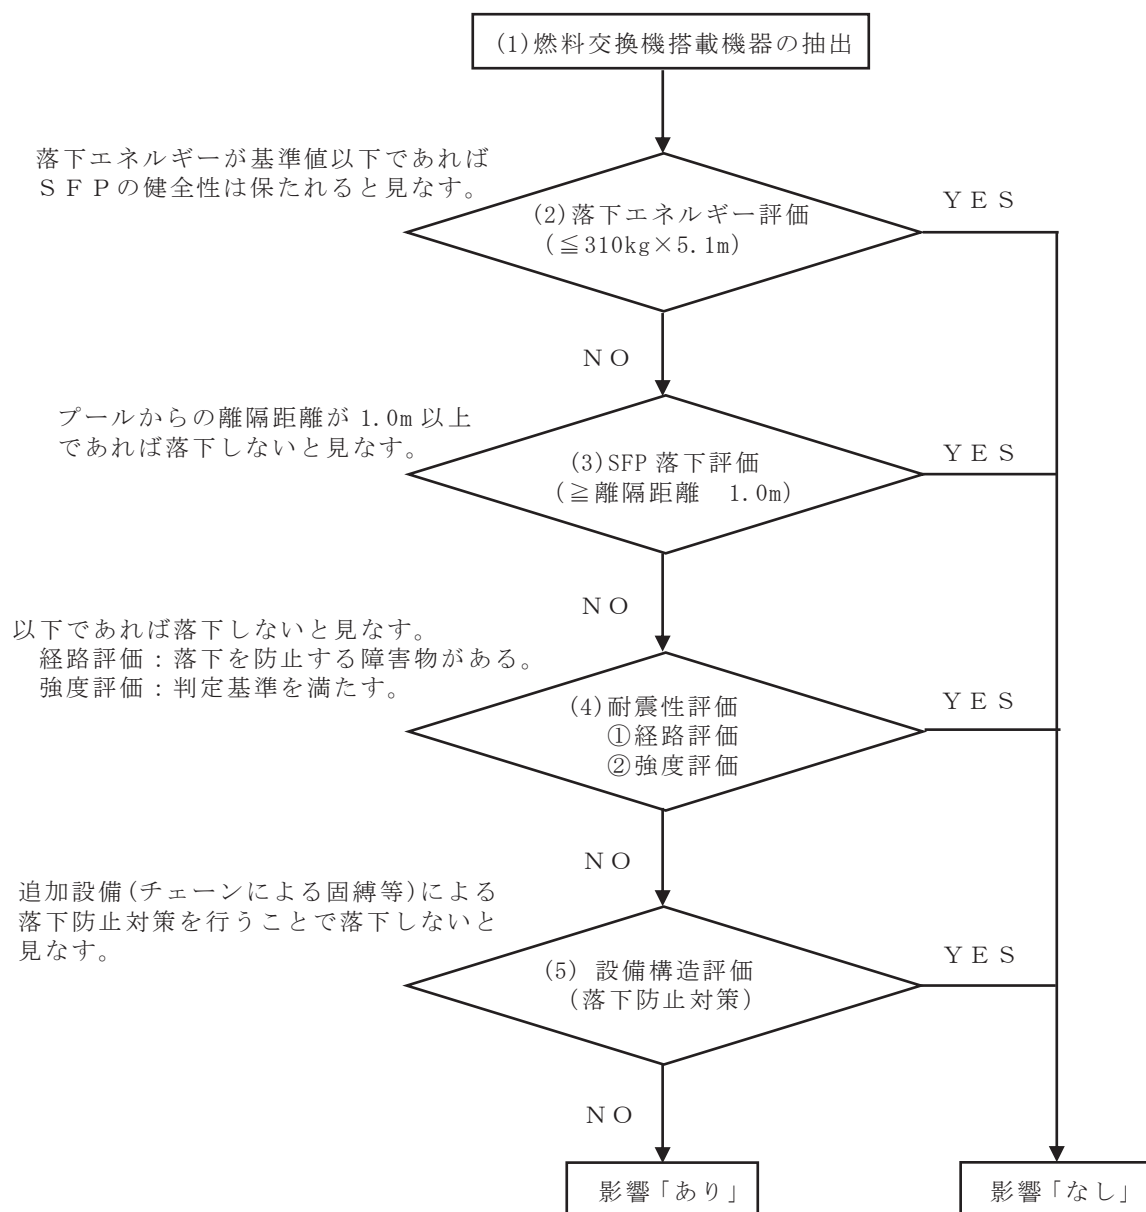 (1)燃料交換機搭載機器の抽出
落下エネルギーが基準値以下であれば
ＳＦＰの健全性は保たれると見なす。
(2)落下エネルギー評価
(≦310kg×5.1m)
ＹＥＳ
ＮＯ
プールからの離隔距離が 1.0m 以上
であれば落下しないと見なす。
(3)SFP 落下評価
(≧離隔距離　1.0m)
ＹＥＳ
ＮＯ
以下であれば落下しないと見なす。
経路評価：落下を防止する障害物がある。
強度評価：判定基準を満たす。
(4)耐震性評価
①経路評価
②強度評価
ＹＥＳ
ＮＯ
追加設備(チェーンによる固縛等)による
落下防止対策を行うことで落下しないと
見なす。
(5) 設備構造評価
(落下防止対策)
ＹＥＳ
ＮＯ
影響「あり」
影響「なし」